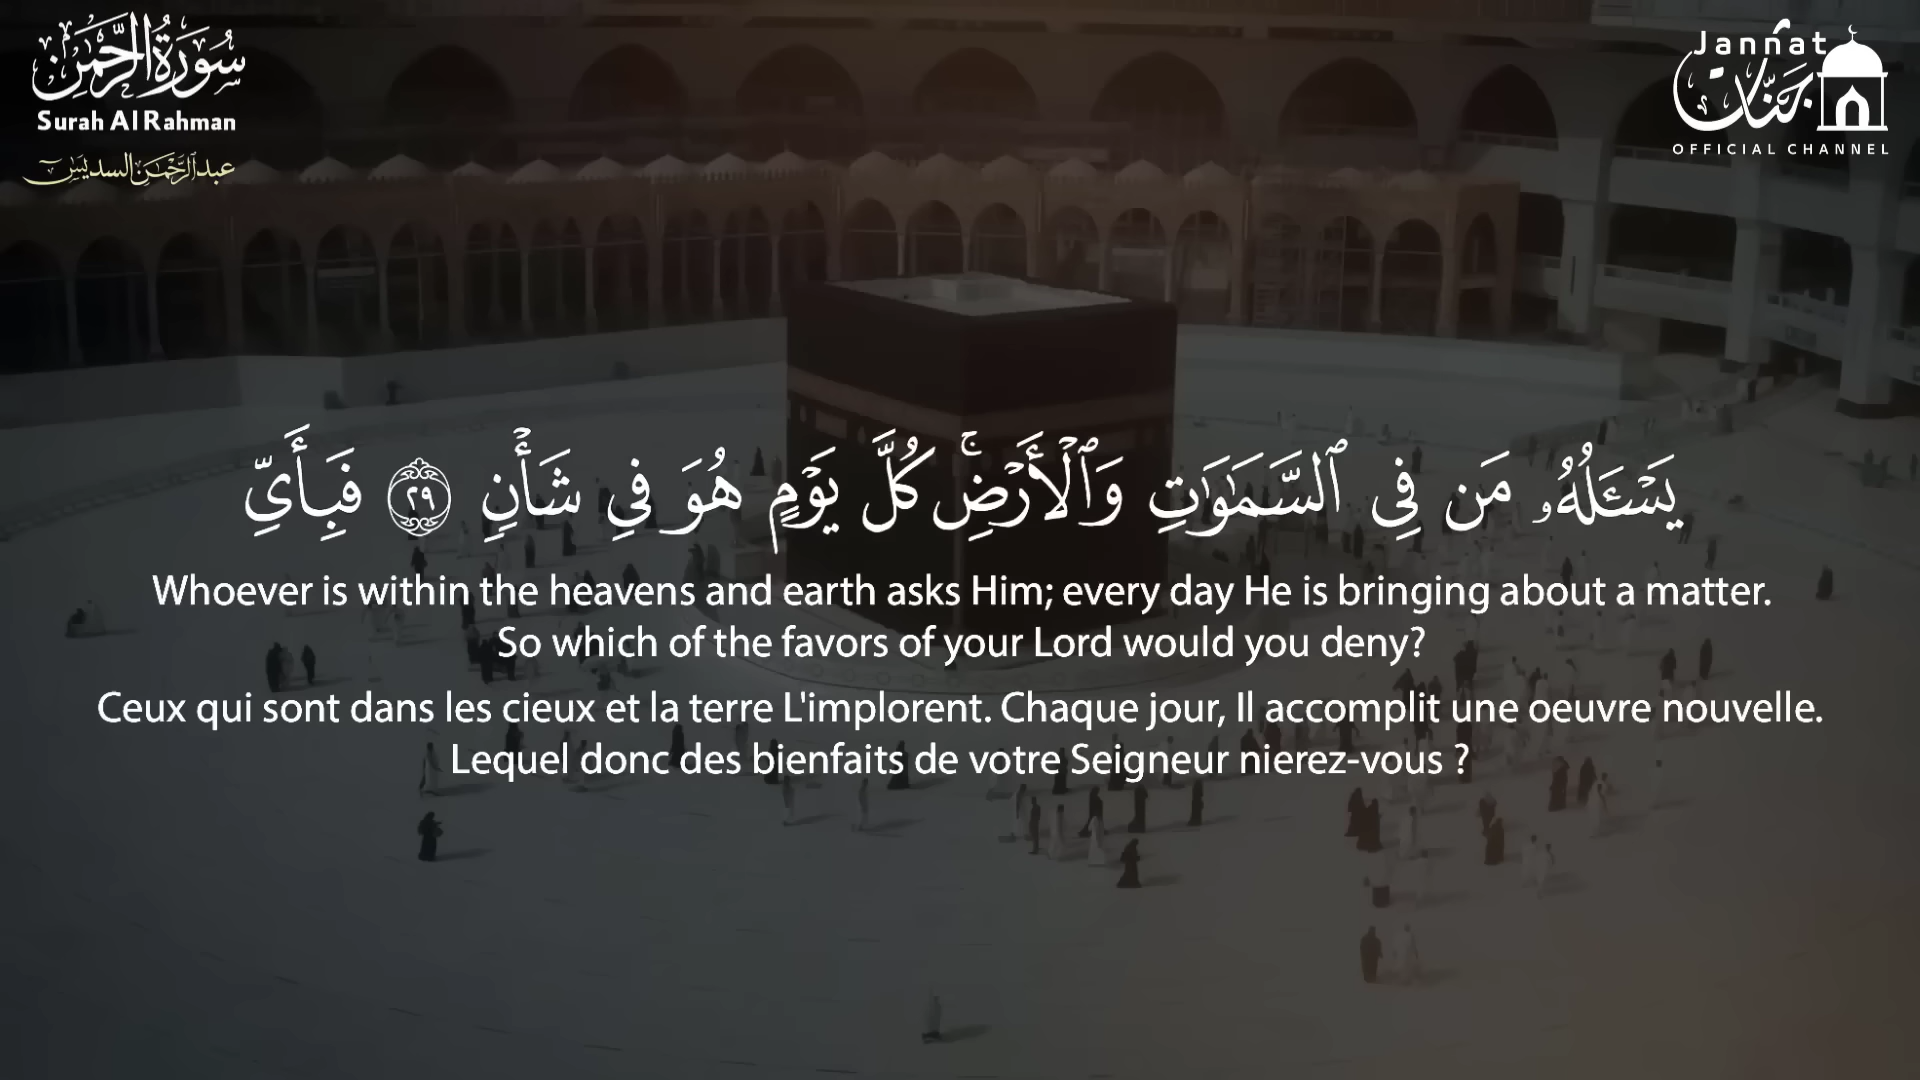 سُورَةُ الرَّحْمَٰن
Surah Al Rahman
عبد الرحمن السديس
Jannat
جَنَّات
OFFICIAL CHANNEL
يَسْـَٔلُهُۥ مَن فِى ٱلسَّمَٰوَٰتِ وَٱلْأَرْضِ ۚ كُلَّ يَوْمٍ هُوَ فِى شَأْنٍ ٢٩ فَبِأَىِّ
Whoever is within the heavens and earth asks Him; every day He is bringing about a matter.
So which of the favors of your Lord would you deny?
Ceux qui sont dans les cieux et la terre L'implorent. Chaque jour, Il accomplit une oeuvre nouvelle.
Lequel donc des bienfaits de votre Seigneur nierez-vous ?